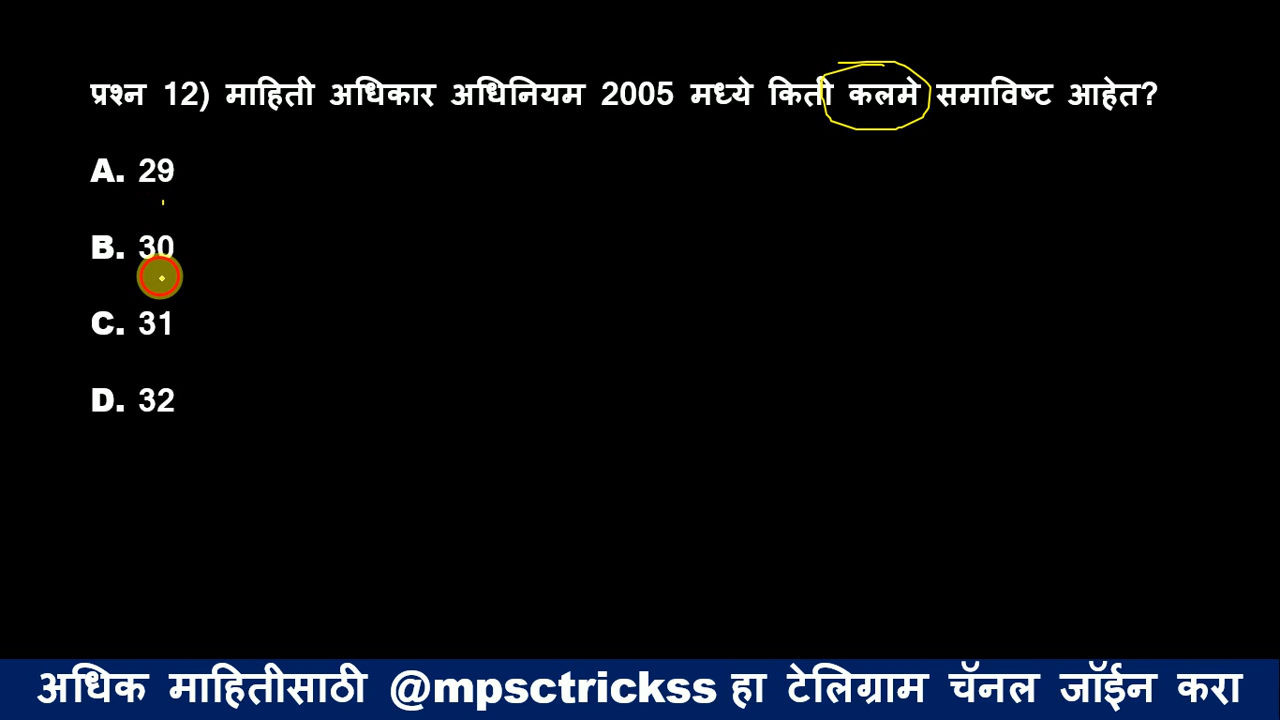 प्रश्न 12) माहिती अधिकार अधिनियम 2005 मध्ये किती कलमे समाविष्ट आहेत?
A. 29
B. 30
C. 31
D. 32
अधिक माहितीसाठी @mpsctrickss हा टेलिग्राम चॅनल जॉईन करा